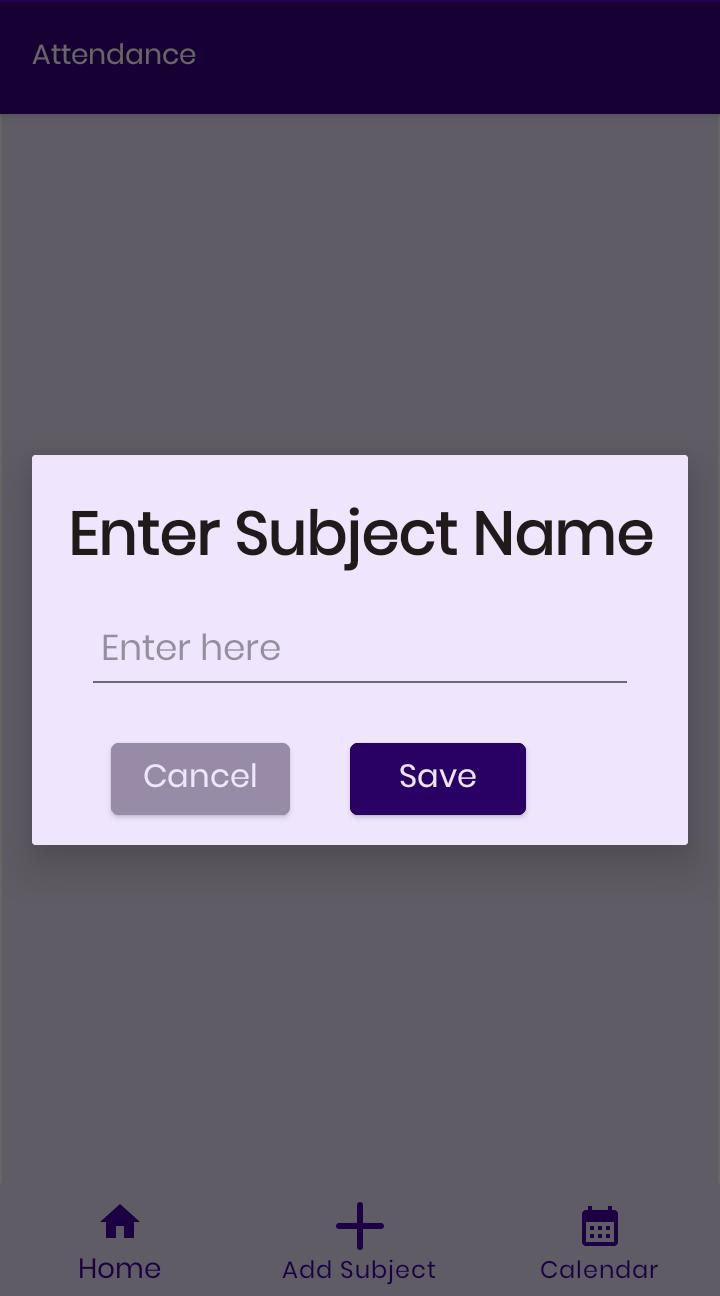 Attendance
Enter Subject Name
Enter here
Cancel Save
Home Add Subject Calendar